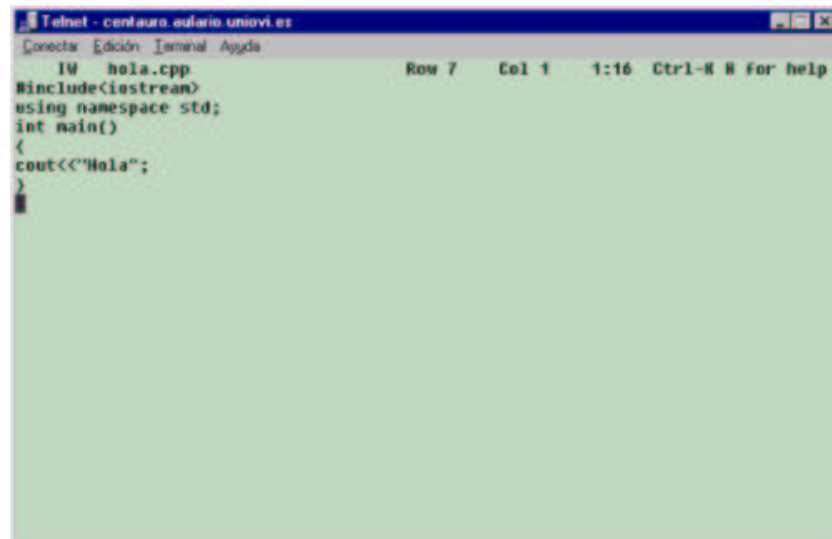 Telnet - centauro.aulario.uniovi.es
Conectar Edición Terminal Ayuda
IW hola.cpp Row 7 Col 1 1:16 Ctrl-K H for help
#include<iostream>
using namespace std;
int main()
{
cout<<"Hola";
}